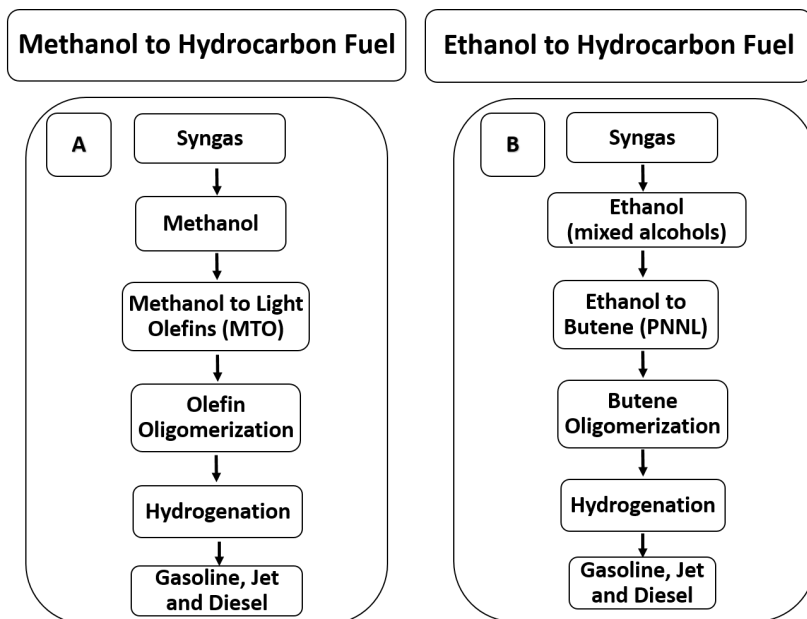 Methanol to Hydrocarbon Fuel
Ethanol to Hydrocarbon Fuel
A
Syngas
Methanol
Methanol to Light
Olefins (MTO)
Olefin
Oligomerization
Hydrogenation
Gasoline, Jet
and Diesel
B
Syngas
Ethanol
(mixed alcohols)
Ethanol to
Butene (PNNL)
Butene
Oligomerization
Hydrogenation
Gasoline, Jet
and Diesel